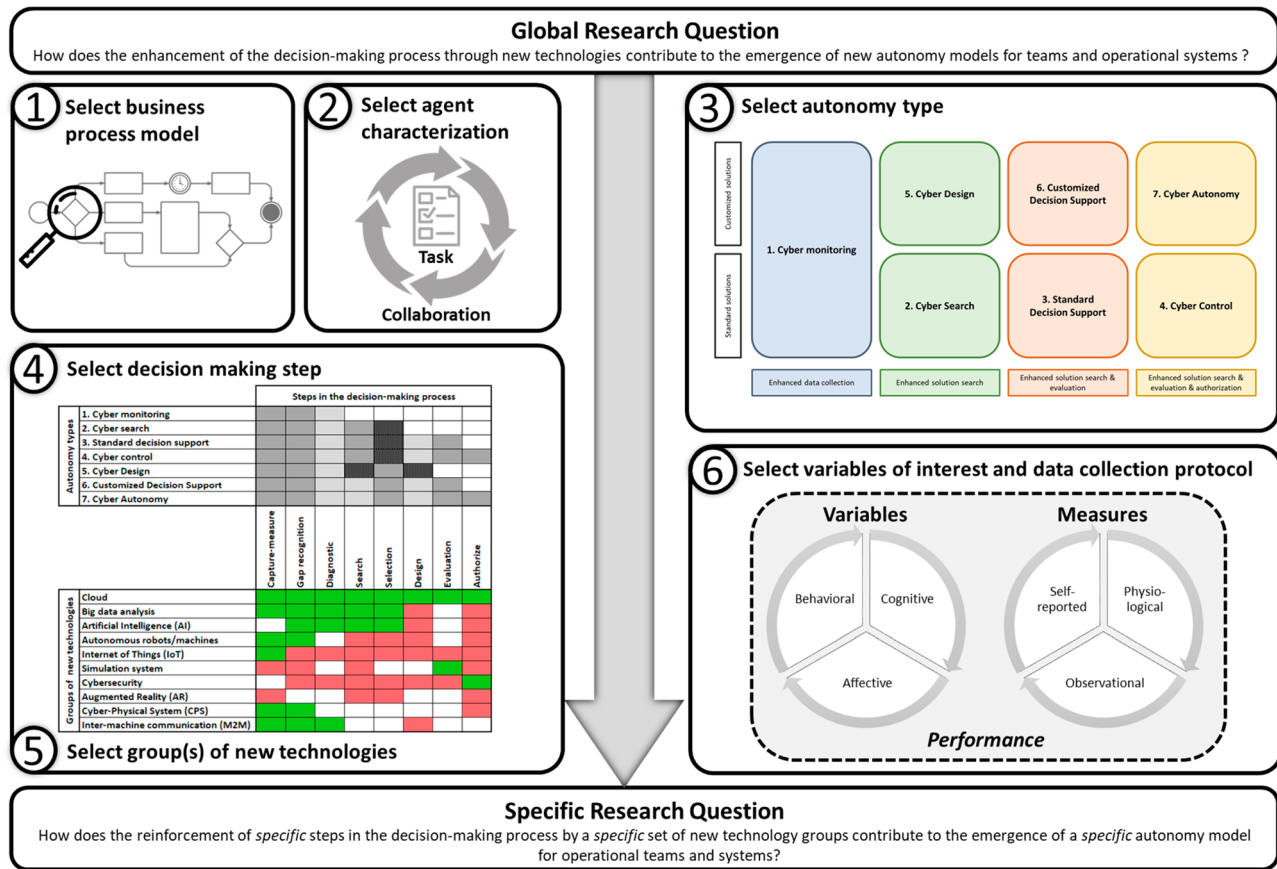 Global Research Question
How does the enhancement of the decision-making process through new technologies contribute to the emergence of new autonomy models for teams and operational systems ?
1
Select business
process model
2
Select agent
characterization
Task
Collaboration
3
Select autonomy type
Customized solutions
Standard solutions
1. Cyber monitoring
5. Cyber Design
6. Customized
Decision Support
7. Cyber Autonomy
2. Cyber Search
3. Standard
Decision Support
4. Cyber Control
Enhanced data collection
Enhanced solution search
Enhanced solution search &
evaluation
Enhanced solution search &
evaluation & authorization
4
Select decision making step
Steps in the decision-making process
Autonomy types
1. Cyber monitoring
2. Cyber search
3. Standard decision support
4. Cyber control
5. Cyber Design
6. Customized Decision Support
7. Cyber Autonomy
Capture-measure
Gap recognition
Diagnostic
Search
Selection
Design
Evaluation
Authorize
Groups of new technologies
Cloud
Big data analysis
Artificial Intelligence (AI)
Autonomous robots/machines
Internet of Things (IoT)
Simulation system
Cybersecurity
Augmented Reality (AR)
Cyber-Physical System (CPS)
Inter-machine communication (M2M)
5
Select group(s) of new technologies
6
Select variables of interest and data collection protocol
Variables
Behavioral
Cognitive
Affective
Measures
Self-
reported
Physio-
logical
Observational
Performance
Specific Research Question
How does the reinforcement of specific steps in the decision-making process by a specific set of new technology groups contribute to the emergence of a specific autonomy model
for operational teams and systems?